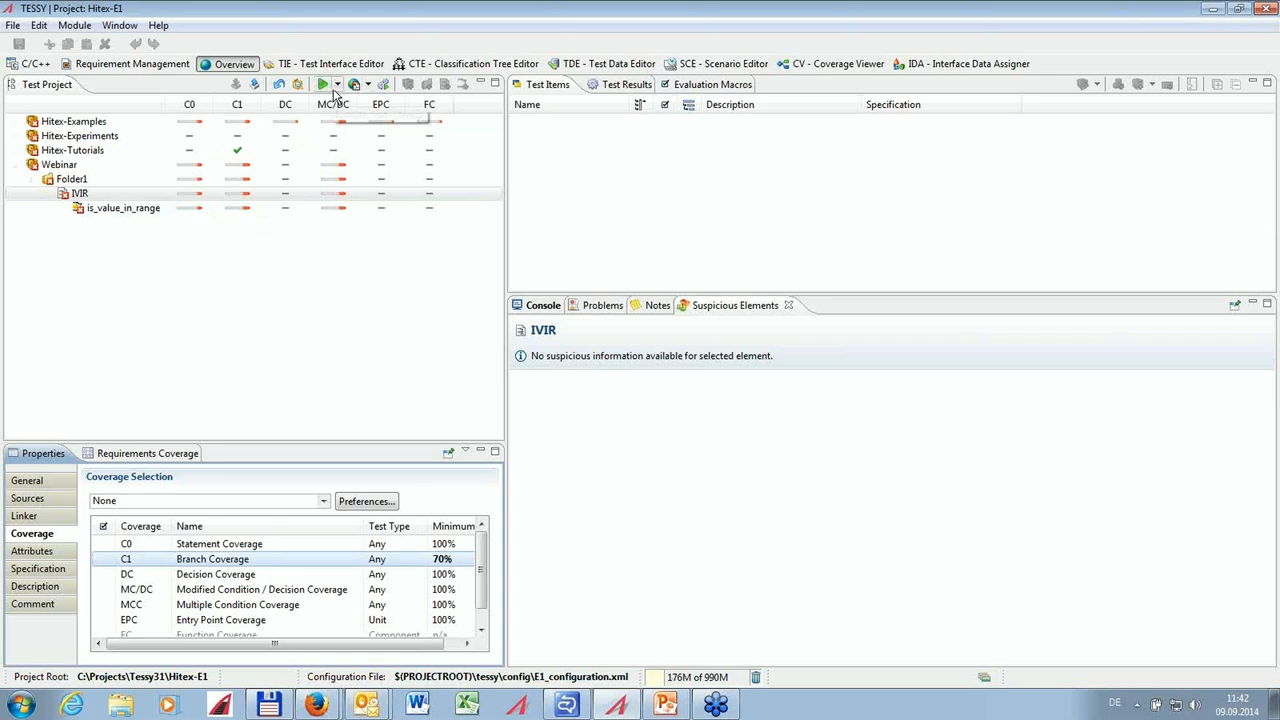 TESSY | Project: Hitex-E1
File Edit Module Window Help
C/C++ Requirement Management Overview TIE - Test Interface Editor CTE - Classification Tree Editor TDE - Test Data Editor SCE - Scenario Editor CV - Coverage Viewer IDA - Interface Data Assigner
Test Project
C0 C1 DC MC/DC EPC FC
Hitex-Examples
Hitex-Experiments
Hitex-Tutorials
Webinar
Folder1
IVIR
is_value_in_range
Test Items Test Results Evaluation Macros
Name Description Specification
Console Problems Notes Suspicious Elements
IVIR
No suspicious information available for selected element.
Properties Requirements Coverage
General
Sources
Linker
Coverage
Attributes
Specification
Description
Comment
Coverage Selection
None Preferences...
Coverage Name Test Type Minimum
C0 Statement Coverage Any 100%
C1 Branch Coverage Any 70%
DC Decision Coverage Any 100%
MC/DC Modified Condition / Decision Coverage Any 100%
MCC Multiple Condition Coverage Any 100%
EPC Entry Point Coverage Unit 100%
FC Function Coverage Component n/a
Project Root: C:\Projects\Tessy31\Hitex-E1 Configuration File: $(PROJECTROOT)\tessy\config\E1_configuration.xml 176M of 990M
DE 11:42
09.09.2014